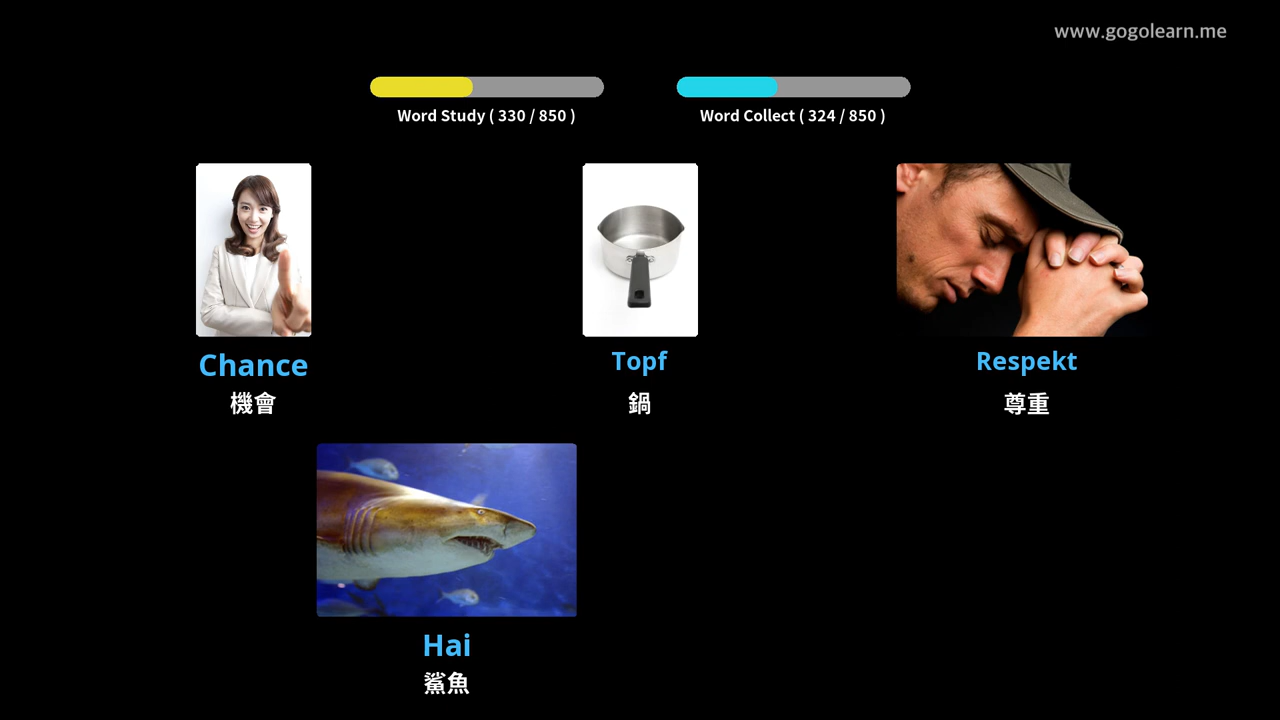 www.gogolearn.me
Word Study ( 330 / 850 )
Word Collect ( 324 / 850 )
Chance
機會
Topf
鍋
Respekt
尊重
Hai
鯊魚